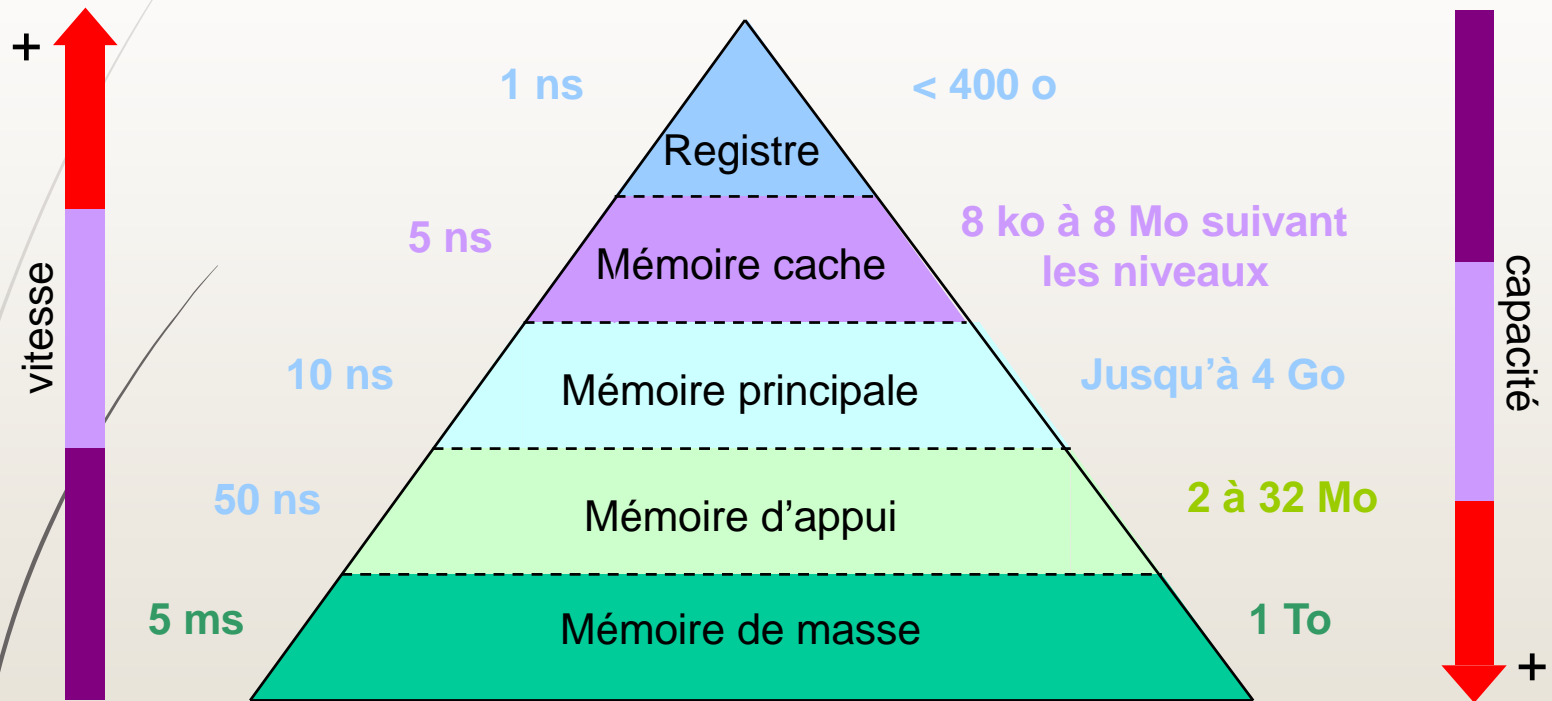 +
1 ns
< 400 o
Registre
5 ns
8 ko à 8 Mo suivant
les niveaux
Mémoire cache
vitesse
capacité
10 ns
Mémoire principale
Jusqu’à 4 Go
50 ns
Mémoire d’appui
2 à 32 Mo
5 ms
Mémoire de masse
1 To
+